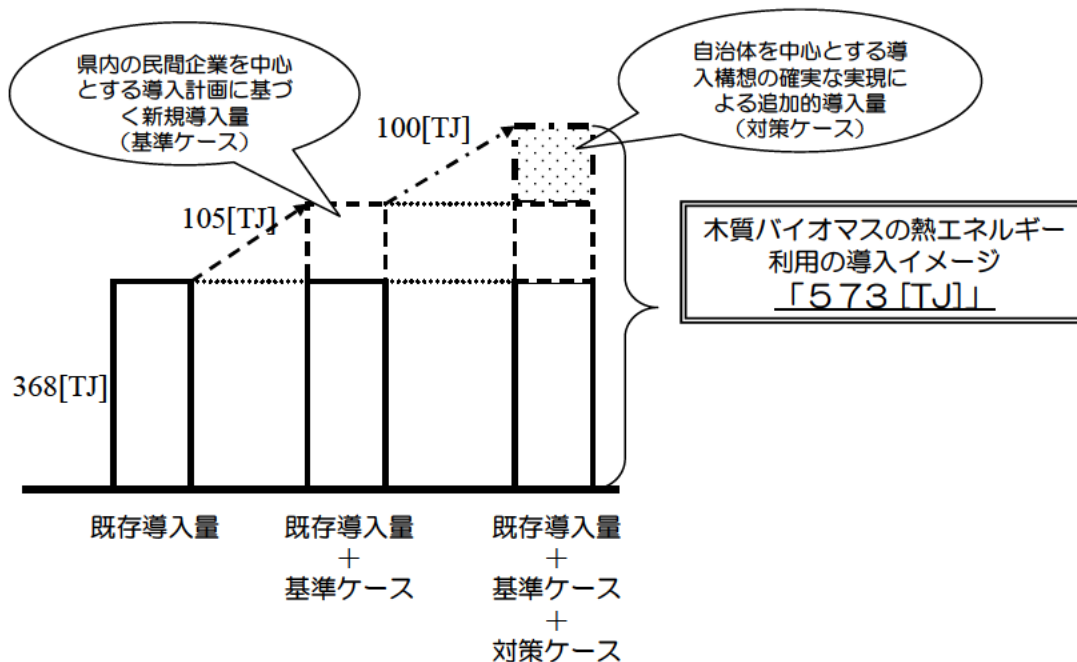 県内の民間企業を中心
とする導入計画に基づ
く新規導入量
（基準ケース）
自治体を中心とする導
入構想の確実な実現に
よる追加的導入量
（対策ケース）
100[TJ]
105[TJ]
368[TJ]
木質バイオマスの熱エネルギー
利用の導入イメージ
「５７３ [TJ]」
既存導入量
既存導入量
＋
基準ケース
既存導入量
＋
基準ケース
＋
対策ケース